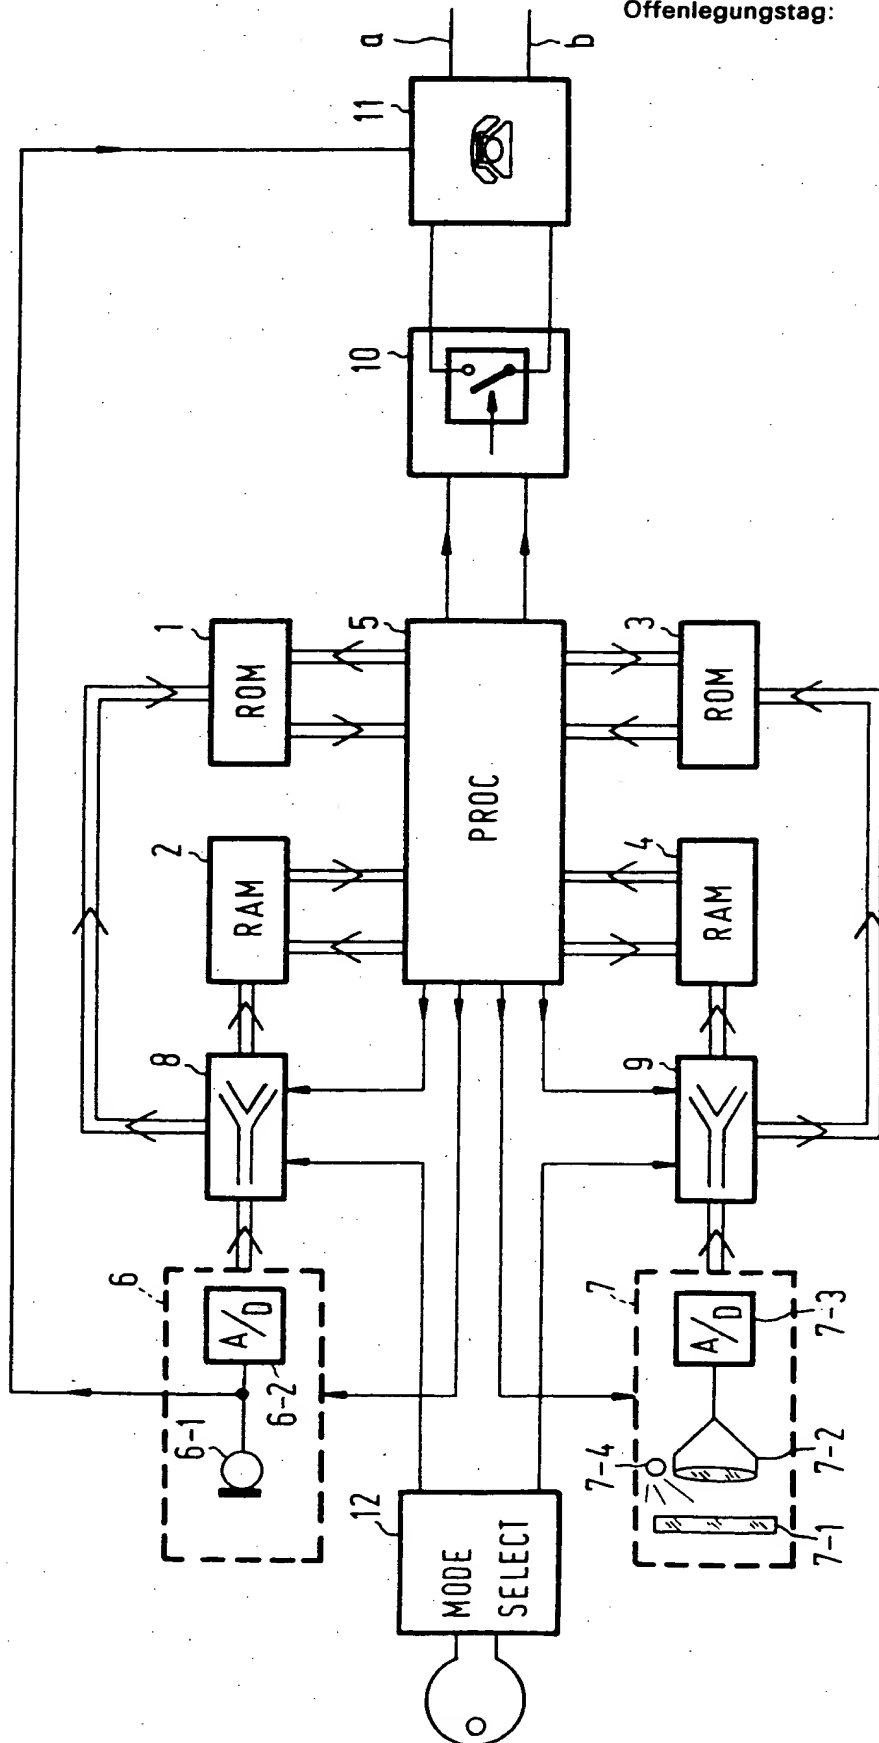 Offenlegungstag:
a
b
11
10
1
ROM
5
PROC
3
ROM
2
RAM
4
RAM
8
9
6
A/D
6-2
6-1
7
A/D
7-3
7-4
7-2
7-1
12
MODE
SELECT